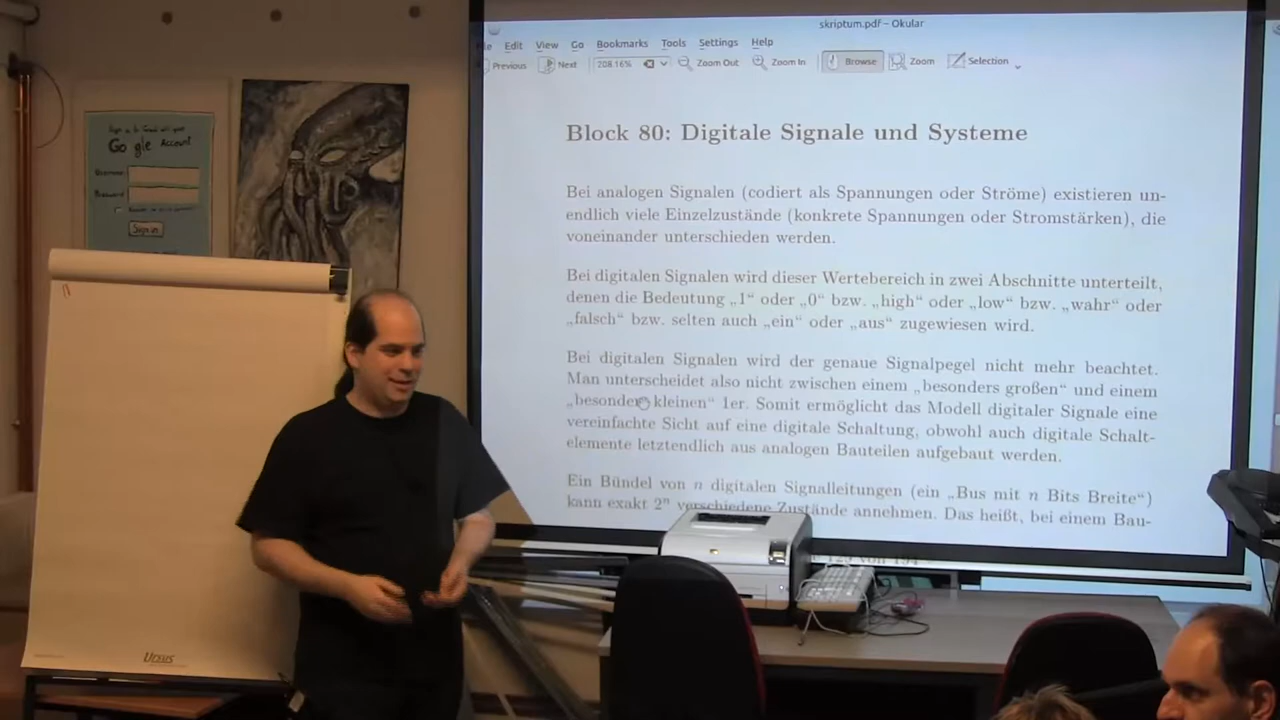 skriptum.pdf – Okular
Edit View Go Bookmarks Tools Settings Help
Previous Next 208.16% Zoom Out Zoom In Browse Zoom Selection
Block 80: Digitale Signale und Systeme
Bei analogen Signalen (codiert als Spannungen oder Ströme) existieren un-
endlich viele Einzelzustände (konkrete Spannungen oder Stromstärken), die
voneinander unterschieden werden.
Bei digitalen Signalen wird dieser Wertebereich in zwei Abschnitte unterteilt,
denen die Bedeutung „1“ oder „0“ bzw. „high“ oder „low“ bzw. „wahr“ oder
„falsch“ bzw. selten auch „ein“ oder „aus“ zugewiesen wird.
Bei digitalen Signalen wird der genaue Signalpegel nicht mehr beachtet.
Man unterscheidet also nicht zwischen einem „besonders großen“ und einem
„besonders kleinen“ 1er. Somit ermöglicht das Modell digitaler Signale eine
vereinfachte Sicht auf eine digitale Schaltung, obwohl auch digitale Schalt-
elemente letztendlich aus analogen Bauteilen aufgebaut werden.
Ein Bündel von n digitalen Signalleitungen (ein „Bus mit n Bits Breite“)
kann exakt 2ⁿ verschiedene Zustände annehmen. Das heißt, bei einem Bau-
Google Account
Username:
Password
Sign in
Ursus